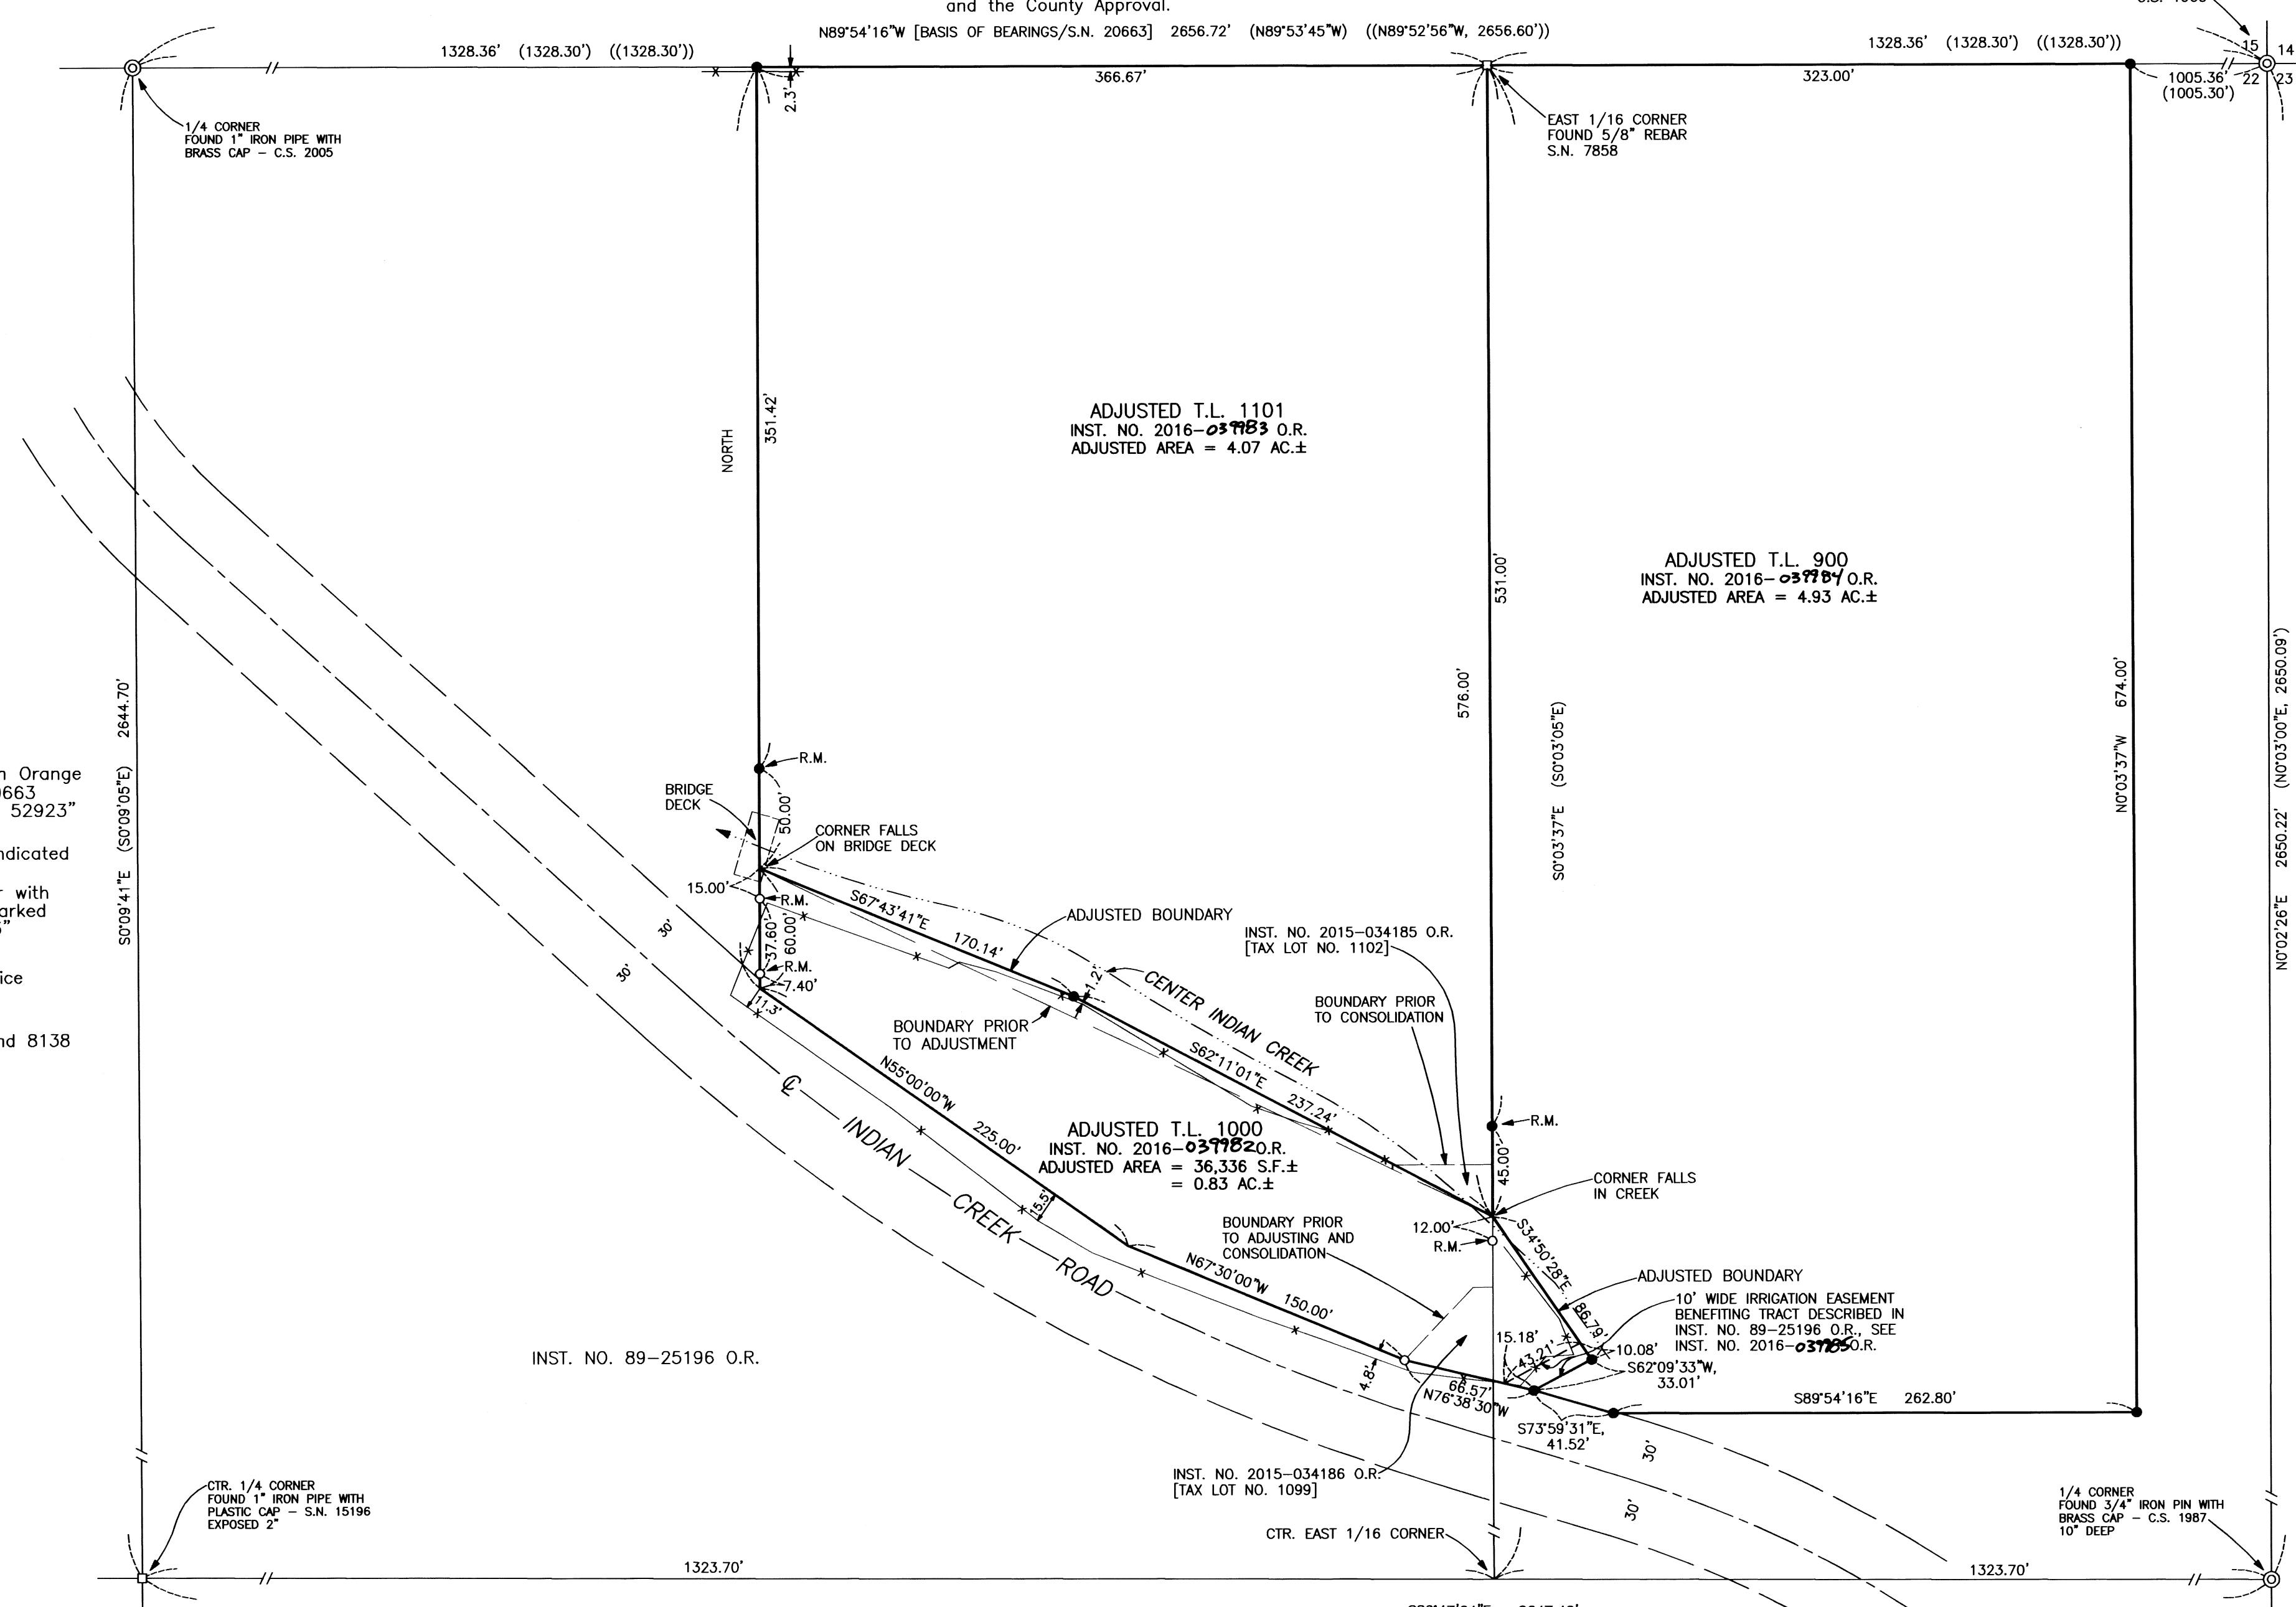 and the County Approval.
N89°54'16"W [BASIS OF BEARINGS/S.N. 20663] 2656.72' (N89°53'45"W) ((N89°52'56"W, 2656.60'))
1328.36' (1328.30') ((1328.30'))
1328.36' (1328.30') ((1328.30'))
15 14
22 23
366.67'
323.00'
1005.36'
(1005.30')
2.3'
1/4 CORNER
FOUND 1" IRON PIPE WITH
BRASS CAP – C.S. 2005
EAST 1/16 CORNER
FOUND 5/8" REBAR
S.N. 7858
NORTH
351.42'
ADJUSTED T.L. 1101
INST. NO. 2016–039983 O.R.
ADJUSTED AREA = 4.07 AC.±
531.00'
576.00'
S0°03'37"E (S0°03'05"E)
ADJUSTED T.L. 900
INST. NO. 2016–039984 O.R.
ADJUSTED AREA = 4.93 AC.±
N0°03'37"W 674.00'
N0°02'26"E 2650.22' (N0°03'00"E, 2650.09')
S0°09'41"E (S0°09'05"E) 2644.70'
n Orange
0663
52923"
ndicated
with
arked
ice
nd 8138
R.M.
BRIDGE
DECK
50.00'
CORNER FALLS
ON BRIDGE DECK
15.00'
R.M.
37.60'
60.00'
R.M.
7.40'
11.3'
30'
30'
S67°43'41"E 170.14'
ADJUSTED BOUNDARY
1.2'
CENTER INDIAN CREEK
INST. NO. 2015–034185 O.R.
[TAX LOT NO. 1102]
BOUNDARY PRIOR
TO CONSOLIDATION
BOUNDARY PRIOR
TO ADJUSTMENT
S62°11'01"E 237.24'
N55°00'00"W 225.00'
ADJUSTED T.L. 1000
INST. NO. 2016–039982 O.R.
ADJUSTED AREA = 36,336 S.F.±
= 0.83 AC.±
R.M.
45.00'
CORNER FALLS
IN CREEK
℄ INDIAN CREEK ROAD
15.5'
BOUNDARY PRIOR
TO ADJUSTING AND
CONSOLIDATION
12.00'
R.M.
S34°50'28"E 86.79'
ADJUSTED BOUNDARY
10' WIDE IRRIGATION EASEMENT
BENEFITING TRACT DESCRIBED IN
INST. NO. 89–25196 O.R., SEE
INST. NO. 2016–039985 O.R.
N67°30'00"W 150.00'
15.18'
43.21'
10.08'
S62°09'33"W,
33.01'
4.8'
66.57'
N76°38'30"W
S73°59'31"E,
41.52'
S89°54'16"E 262.80'
INST. NO. 89–25196 O.R.
30'
30'
INST. NO. 2015–034186 O.R.
[TAX LOT NO. 1099]
CTR. 1/4 CORNER
FOUND 1" IRON PIPE WITH
PLASTIC CAP – S.N. 15196
EXPOSED 2"
CTR. EAST 1/16 CORNER
1/4 CORNER
FOUND 3/4" IRON PIN WITH
BRASS CAP – C.S. 1987
10" DEEP
1323.70'
1323.70'